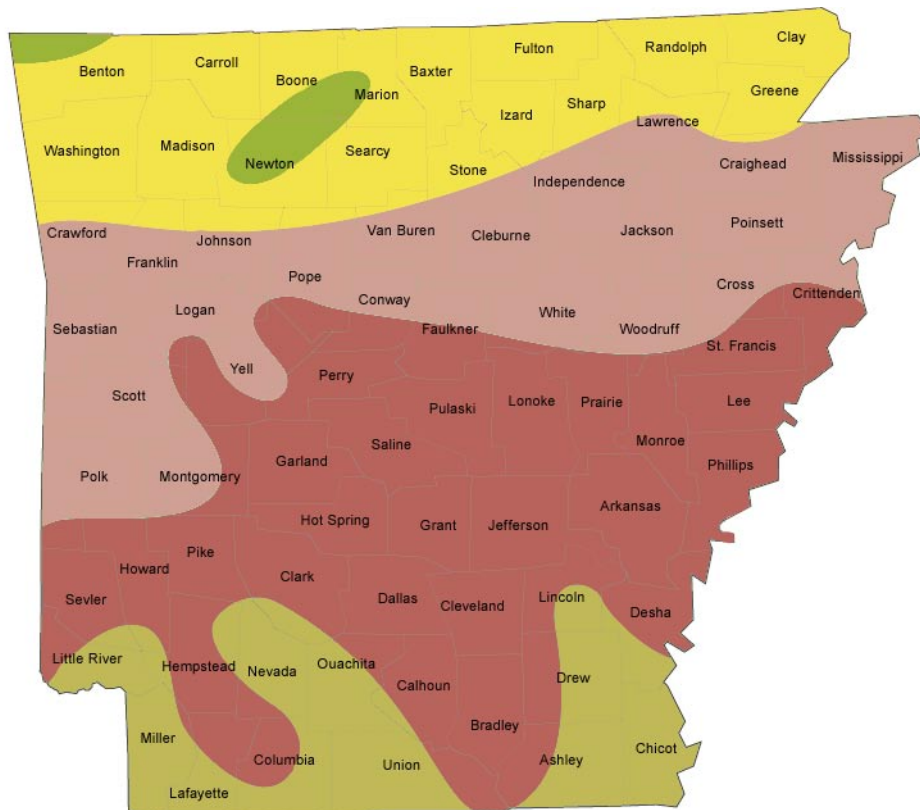 Clay
Fulton
Randolph
Carroll
Benton
Baxter
Boone
Greene
Marion
Sharp
Izard
Lawrence
Madison
Washington
Searcy
Newton
Stone
Craighead
Mississippi
Independence
Poinsett
Van Buren
Jackson
Crawford
Cleburne
Johnson
Franklin
Pope
Cross
Crittenden
Conway
Logan
White
Sebastian
Faulkner
Woodruff
St. Francis
Yell
Perry
Scott
Lee
Lonoke
Prairie
Pulaski
Monroe
Saline
Garland
Phillips
Polk
Montgomery
Arkansas
Hot Spring
Grant
Jefferson
Pike
Howard
Clark
Lincoln
Sevler
Dallas
Cleveland
Desha
Little River
Ouachita
Hempstead
Nevada
Drew
Calhoun
Bradley
Miller
Chicot
Columbia
Ashley
Union
Lafayette